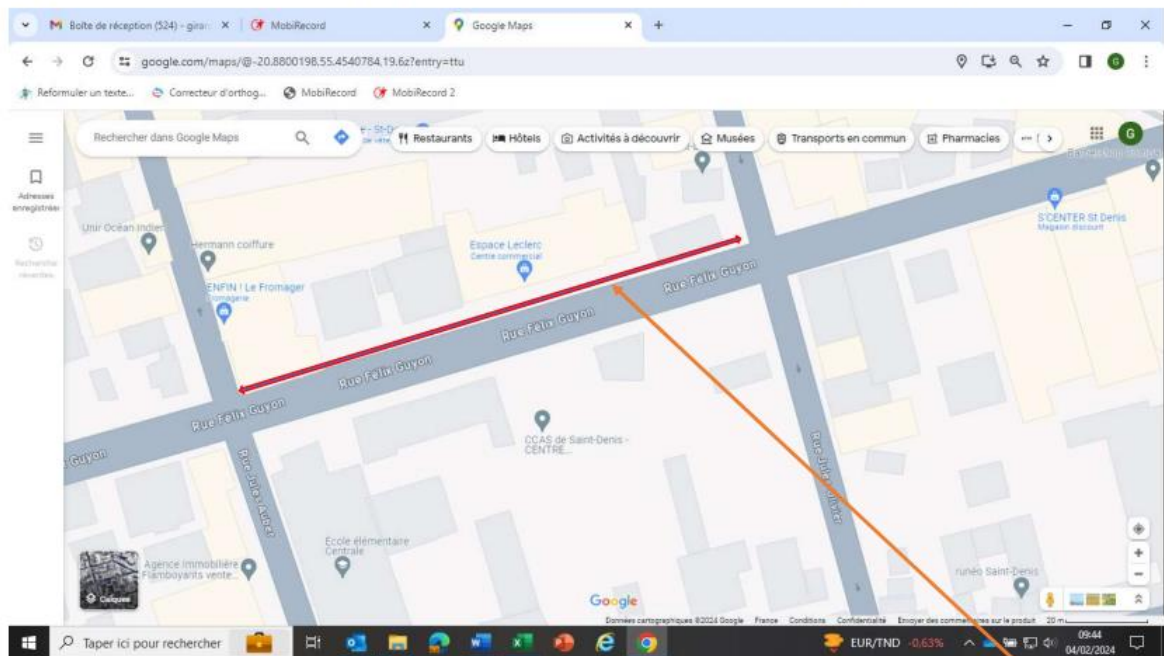 Boîte de réception (524) - giran
MobiRecord
Google Maps
google.com/maps/@-20.8800198,55.4540784,19.6z?entry=ttu
Reformuler un texte...
Correcteur d'orthog...
MobiRecord
MobiRecord 2
Rechercher dans Google Maps
Restaurants
Hôtels
Activités à découvrir
Musées
Transports en commun
Pharmacies
G
G
Adresses
enregistrées
Recherches
récentes
Unir Océan Indien
Hermann coiffure
ENFIN ! Le Fromager
Fromagerie
Espace Leclerc
Centre commercial
S'CENTER St Denis
Magasin discount
Rue Félix Guyon
Rue Félix Guyon
Rue Félix Guyon
Rue Félix Guyon
Guyon
Rue Jules Auber
Rue Jules Olivier
CCAS de Saint-Denis -
CENTRE...
Ecole élémentaire
Centrale
Agence Immobilière
Flamboyants vente...
runéo Saint-Denis
Calques
Google
Données cartographiques ©2024 Google France Conditions Confidentialité Envoyer des commentaires sur le produit 20 m
Taper ici pour rechercher
EUR/TND -0,63%
09:44
04/02/2024